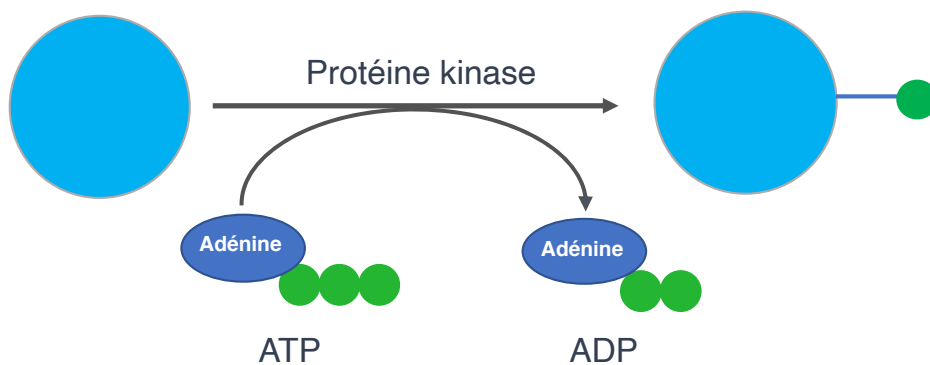 Protéine kinase
Adénine
Adénine
ATP
ADP